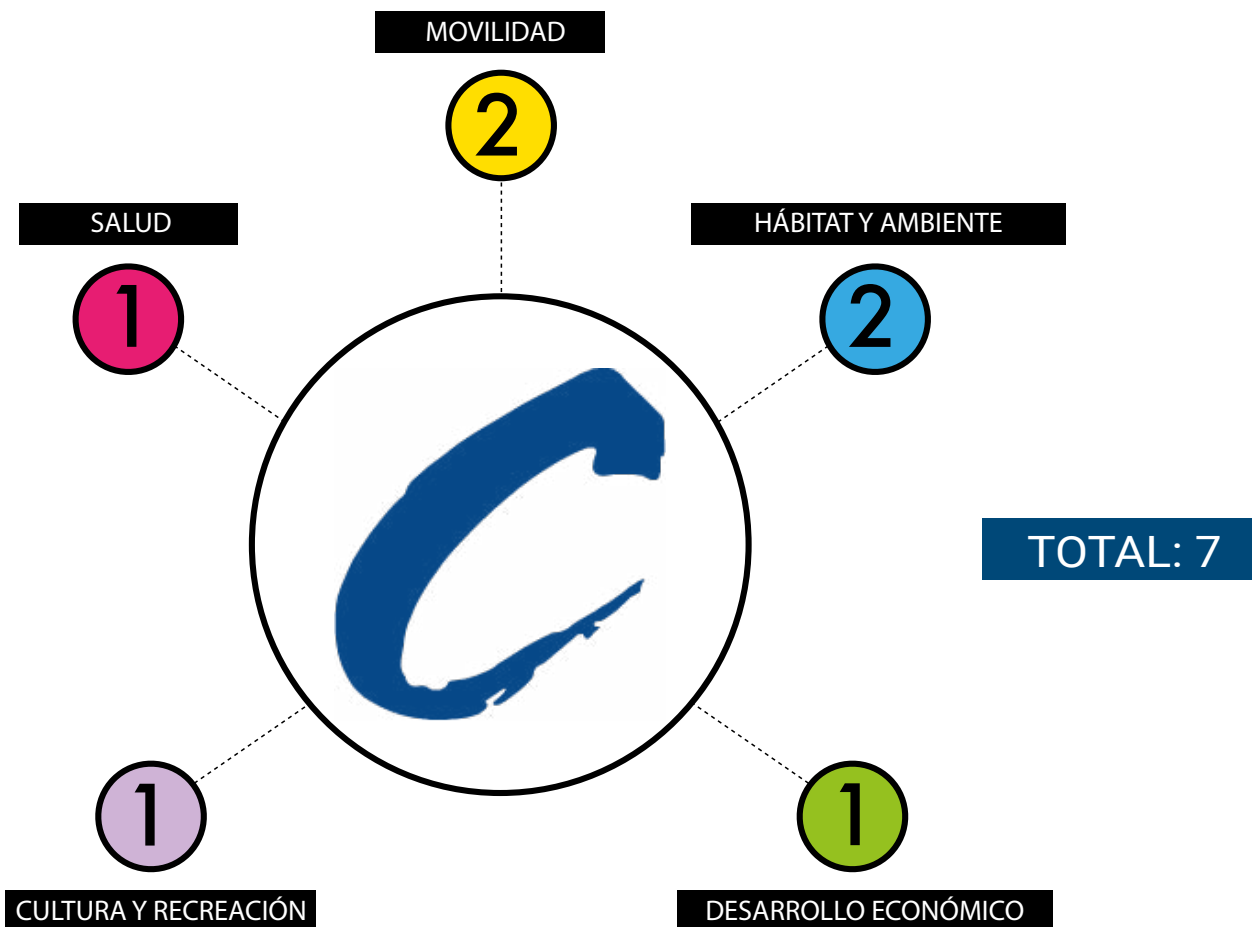 MOVILIDAD
2
SALUD
1
HÁBITAT Y AMBIENTE
2
TOTAL: 7
1
CULTURA Y RECREACIÓN
1
DESARROLLO ECONÓMICO